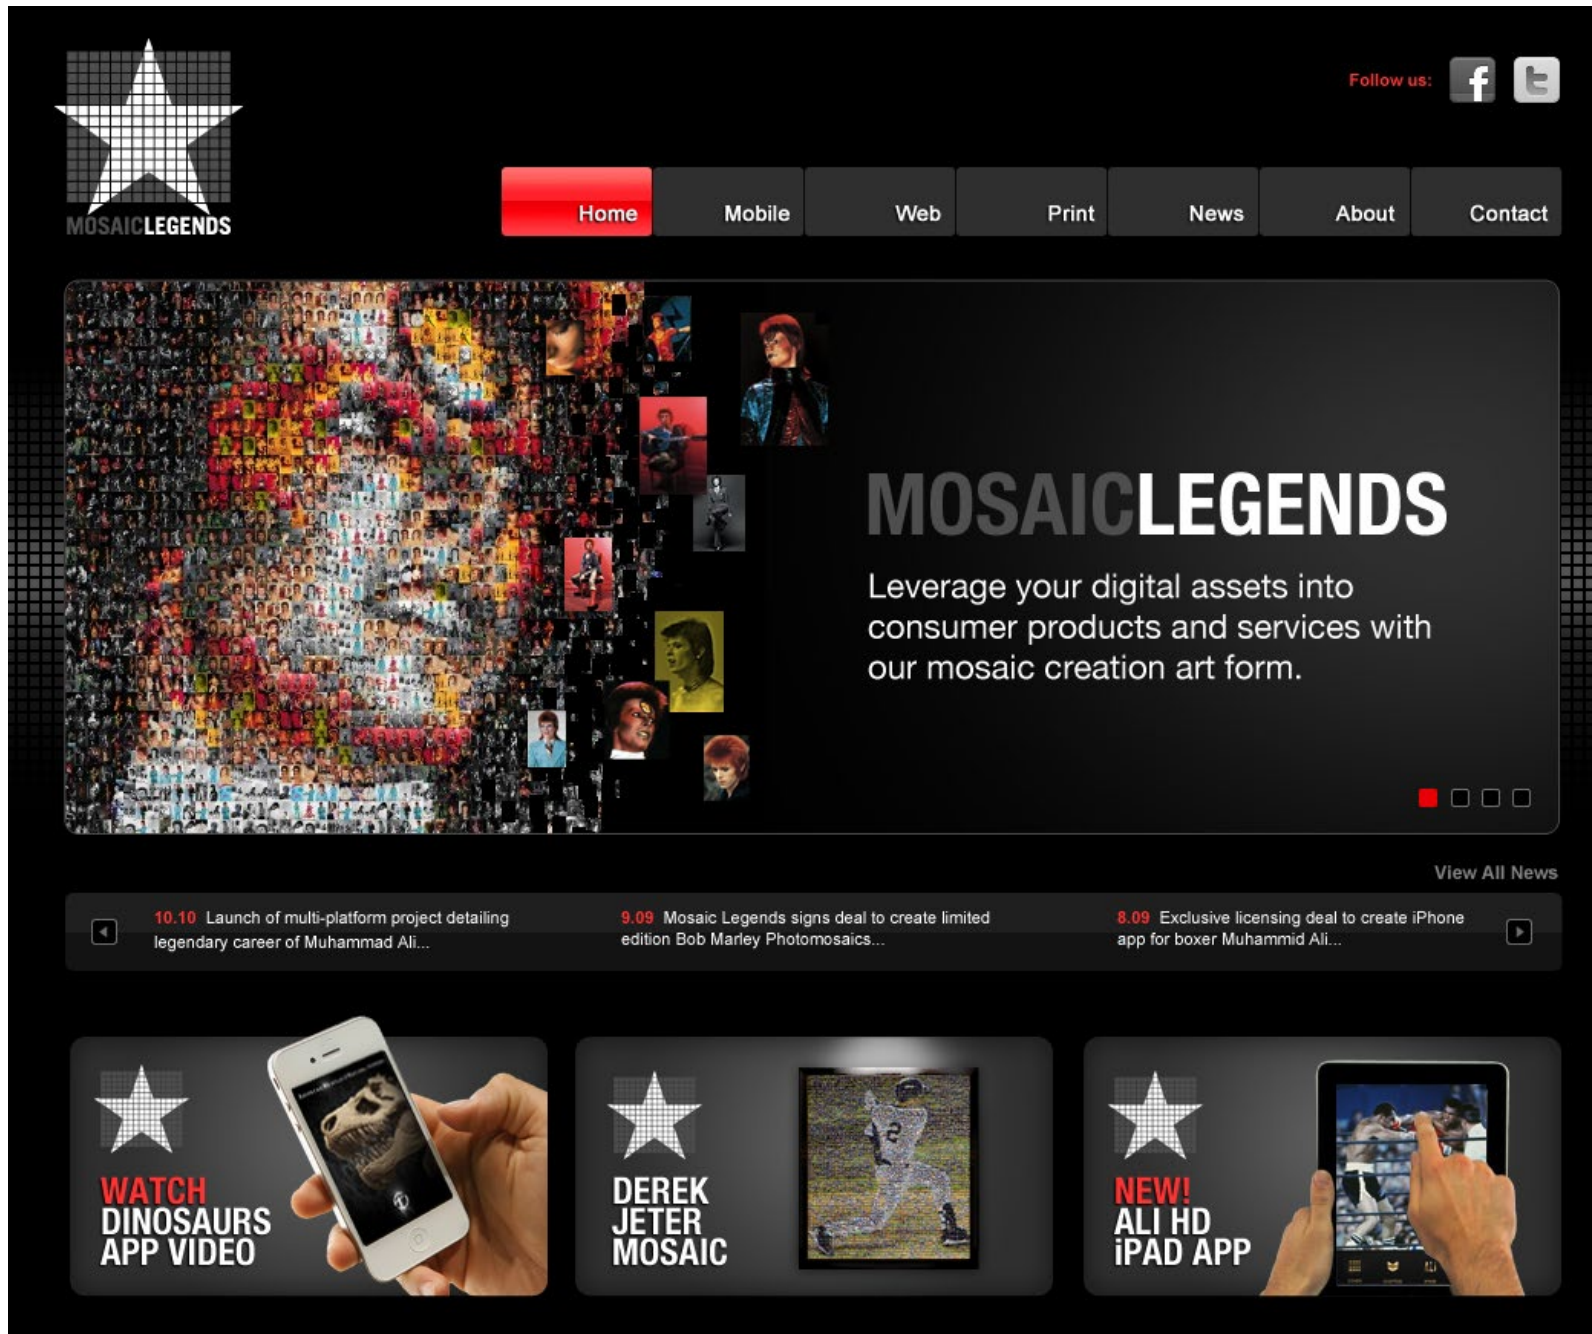 MOSAICLEGENDS
Follow us:
Home
Mobile
Web
Print
News
About
Contact
MOSAICLEGENDS
Leverage your digital assets into
consumer products and services with
our mosaic creation art form.
View All News
10.10 Launch of multi-platform project detailing
legendary career of Muhammad Ali...
9.09 Mosaic Legends signs deal to create limited
edition Bob Marley Photomosaics...
8.09 Exclusive licensing deal to create iPhone
app for boxer Muhammid Ali...
WATCH
DINOSAURS
APP VIDEO
DEREK
JETER
MOSAIC
2
NEW!
ALI HD
iPAD APP